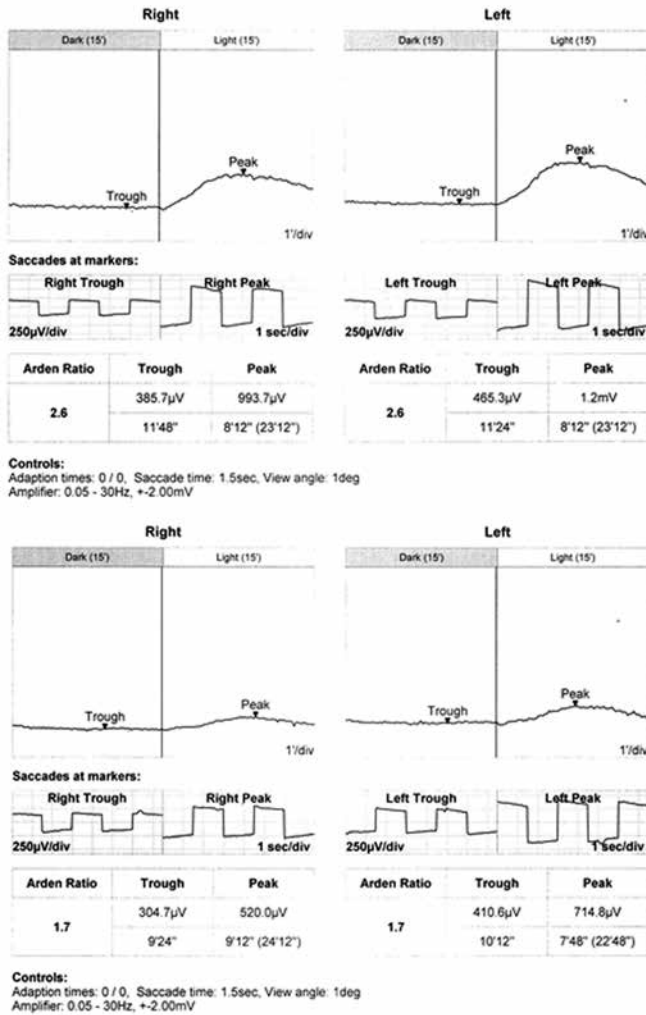 Right Left
Dark (15') Light (15') Dark (15') Light (15')
Peak Peak
Trough Trough
1'/div 1'/div
Saccades at markers:
Right Trough Right Peak Left Trough Left Peak
250µV/div 1 sec/div 250µV/div 1 sec/div
Arden Ratio Trough Peak Arden Ratio Trough Peak
2.6 385.7µV 993.7µV 2.6 465.3µV 1.2mV
11'48" 8'12" (23'12") 11'24" 8'12" (23'12")
Controls:
Adaption times: 0 / 0, Saccade time: 1.5sec, View angle: 1deg
Amplifier: 0.05 - 30Hz, +-2.00mV
Right Left
Dark (15') Light (15') Dark (15') Light (15')
Trough Peak Trough Peak
1'/div 1'/div
Saccades at markers:
Right Trough Right Peak Left Trough Left Peak
250µV/div 1 sec/div 250µV/div 1 sec/div
Arden Ratio Trough Peak Arden Ratio Trough Peak
1.7 304.7µV 520.0µV 1.7 410.6µV 714.8µV
9'24" 9'12" (24'12") 10'12" 7'48" (22'48")
Controls:
Adaption times: 0 / 0, Saccade time: 1.5sec, View angle: 1deg
Amplifier: 0.05 - 30Hz, +-2.00mV